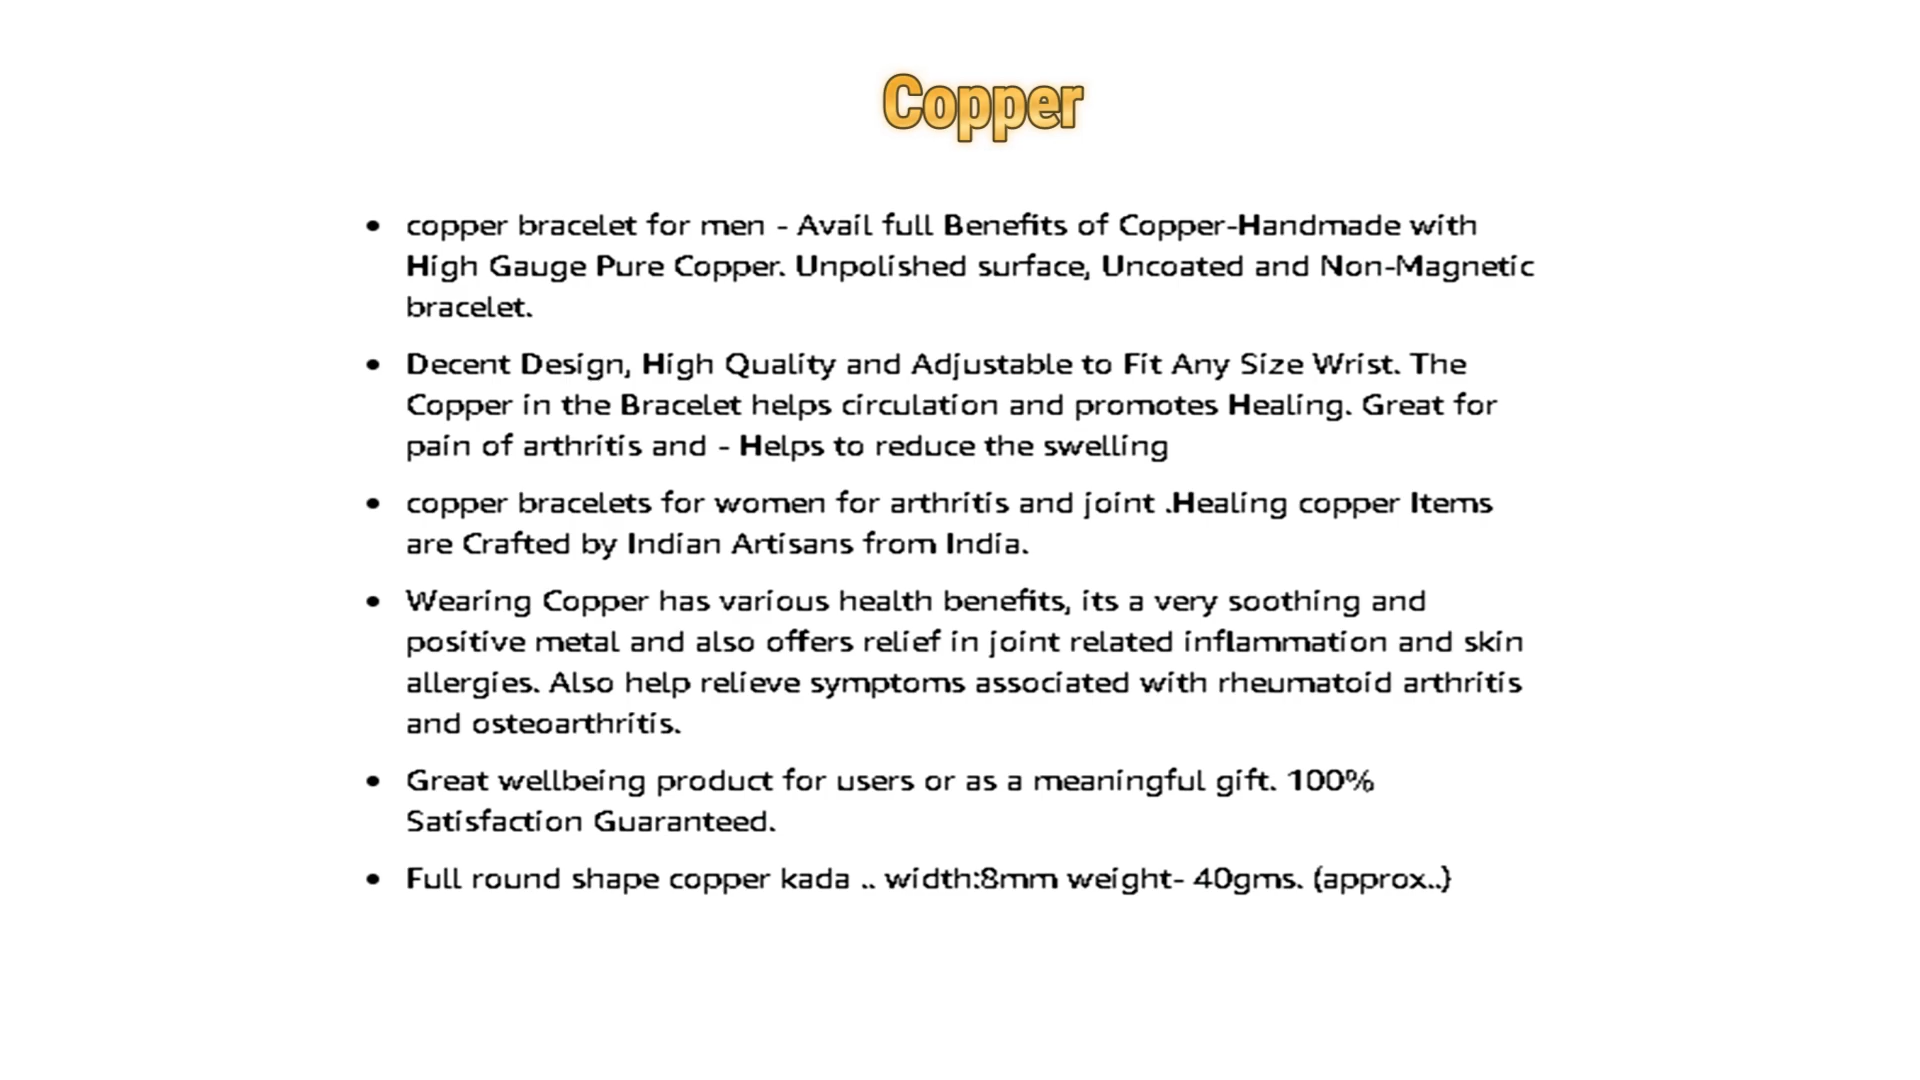 Copper
• copper bracelet for men - Avail full Benefits of Copper-Handmade with
High Gauge Pure Copper. Unpolished surface, Uncoated and Non-Magnetic
bracelet.
• Decent Design, High Quality and Adjustable to Fit Any Size Wrist. The
Copper in the Bracelet helps circulation and promotes Healing. Great for
pain of arthritis and - Helps to reduce the swelling
• copper bracelets for women for arthritis and joint .Healing copper Items
are Crafted by Indian Artisans from India.
• Wearing Copper has various health benefits, its a very soothing and
positive metal and also offers relief in joint related inflammation and skin
allergies. Also help relieve symptoms associated with rheumatoid arthritis
and osteoarthritis.
• Great wellbeing product for users or as a meaningful gift. 100%
Satisfaction Guaranteed.
• Full round shape copper kada .. width:8mm weight- 40gms. (approx..)